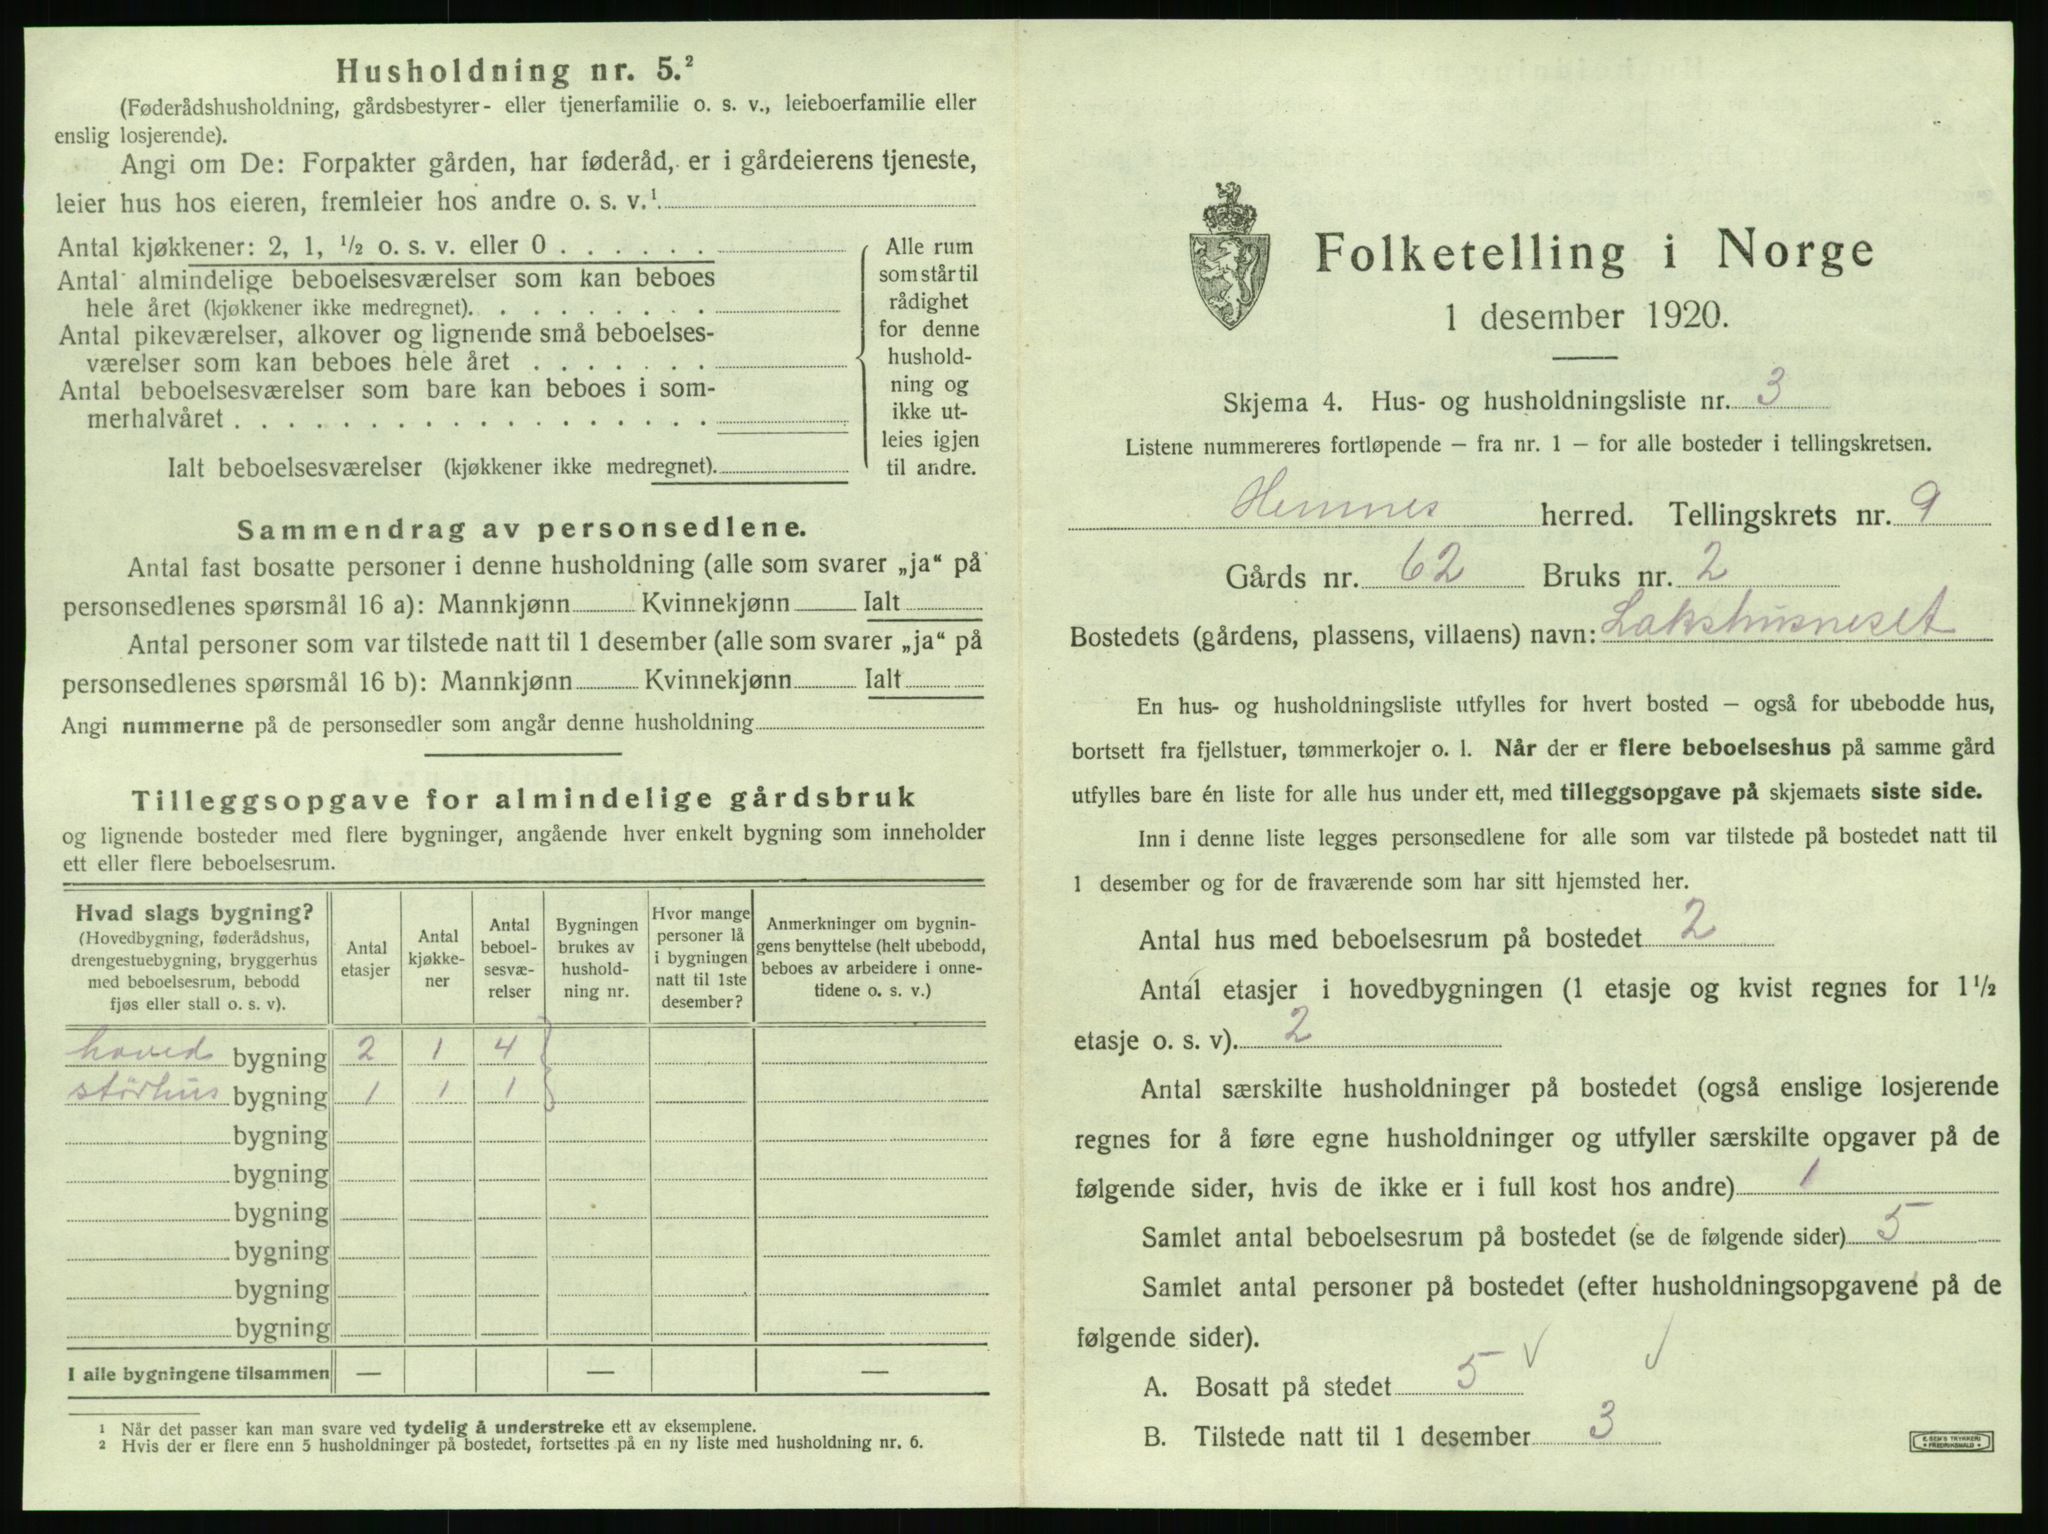 Husholdning nr. 5.²
(Føderådshusholdning, gårdsbestyrer- eller tjenerfamilie o. s. v., leieboerfamilie eller
enslig losjerende).
Angi om De: Forpakter gården, har føderåd, er i gårdeierens tjeneste,
leier hus hos eieren, fremleier hos andre o. s. v.¹
Antal kjøkkener: 2, 1, ½ o. s. v. eller 0 . . . . . .
Antal almindelige beboelsesværelser som kan beboes
hele året (kjøkkener ikke medregnet). . . . . . . . .
Antal pikeværelser, alkover og lignende små beboelses-
værelser som kan beboes hele året . . . . . . .
Antal beboelsesværelser som bare kan beboes i som-
merhalvåret . . . . . . . . . . . . . . . . . .
Ialt beboelsesværelser (kjøkkener ikke medregnet).
Alle rum
som står til
rådighet
for denne
hushold-
ning og
ikke ut-
leies igjen
til andre.
Sammendrag av personsedlene.
Antal fast bosatte personer i denne husholdning (alle som svarer „ja“ på
personsedlenes spørsmål 16 a): Mannkjønn Kvinnekjønn Ialt
Antal personer som var tilstede natt til 1 desember (alle som svarer „ja“ på
personsedlenes spørsmål 16 b): Mannkjønn Kvinnekjønn Ialt
Angi nummerne på de personsedler som angår denne husholdning
Tilleggsopgave for almindelige gårdsbruk
og lignende bosteder med flere bygninger, angående hver enkelt bygning som inneholder
ett eller flere beboelsesrum.
Hvad slags bygning?
(Hovedbygning, føderådshus,
drengestuebygning, bryggerhus
med beboelsesrum, bebodd
fjøs eller stall o. s. v).
Antal
etasjer
Antal
kjøkke-
ner
Antal
beboel-
sesvæ-
relser
Bygningen
brukes av
hushold-
ning nr.
Hvor mange
personer lå
i bygningen
natt til 1ste
desember?
Anmerkninger om bygnin-
gens benyttelse (helt ubebodd,
beboes av arbeidere i onne-
tidene o. s. v.)
hoved bygning 2 1 4
størhus bygning 1 1 1
bygning
bygning
bygning
bygning
bygning
bygning
I alle bygningene tilsammen — — —
¹ Når det passer kan man svare ved tydelig å understreke ett av eksemplene.
² Hvis der er flere enn 5 husholdninger på bostedet, fortsettes på en ny liste med husholdning nr. 6.
Folketelling i Norge
1 desember 1920.
Skjema 4. Hus- og husholdningsliste nr. 3
Listene nummereres fortløpende – fra nr. 1 – for alle bosteder i tellingskretsen.
Hemnes herred. Tellingskrets nr. 9
Gårds nr. 62 Bruks nr. 2
Bostedets (gårdens, plassens, villaens) navn: Lakshusneset
En hus- og husholdningsliste utfylles for hvert bosted – også for ubebodde hus,
bortsett fra fjellstuer, tømmerkojer o. l. Når der er flere beboelseshus på samme gård
utfylles bare én liste for alle hus under ett, med tilleggsopgave på skjemaets siste side.
Inn i denne liste legges personsedlene for alle som var tilstede på bostedet natt til
1 desember og for de fraværende som har sitt hjemsted her.
Antal hus med beboelsesrum på bostedet 2
Antal etasjer i hovedbygningen (1 etasje og kvist regnes for 1 ½
etasje o. s. v). 2
Antal særskilte husholdninger på bostedet (også enslige losjerende
regnes for å føre egne husholdninger og utfyller særskilte opgaver på de
følgende sider, hvis de ikke er i full kost hos andre) 1
Samlet antal beboelsesrum på bostedet (se de følgende sider) 5
Samlet antal personer på bostedet (efter husholdningsopgavene på de
følgende sider).
A. Bosatt på stedet 5
B. Tilstede natt til 1 desember 3
E. SEM'S TRYKKERI
FREDRIKSHALD